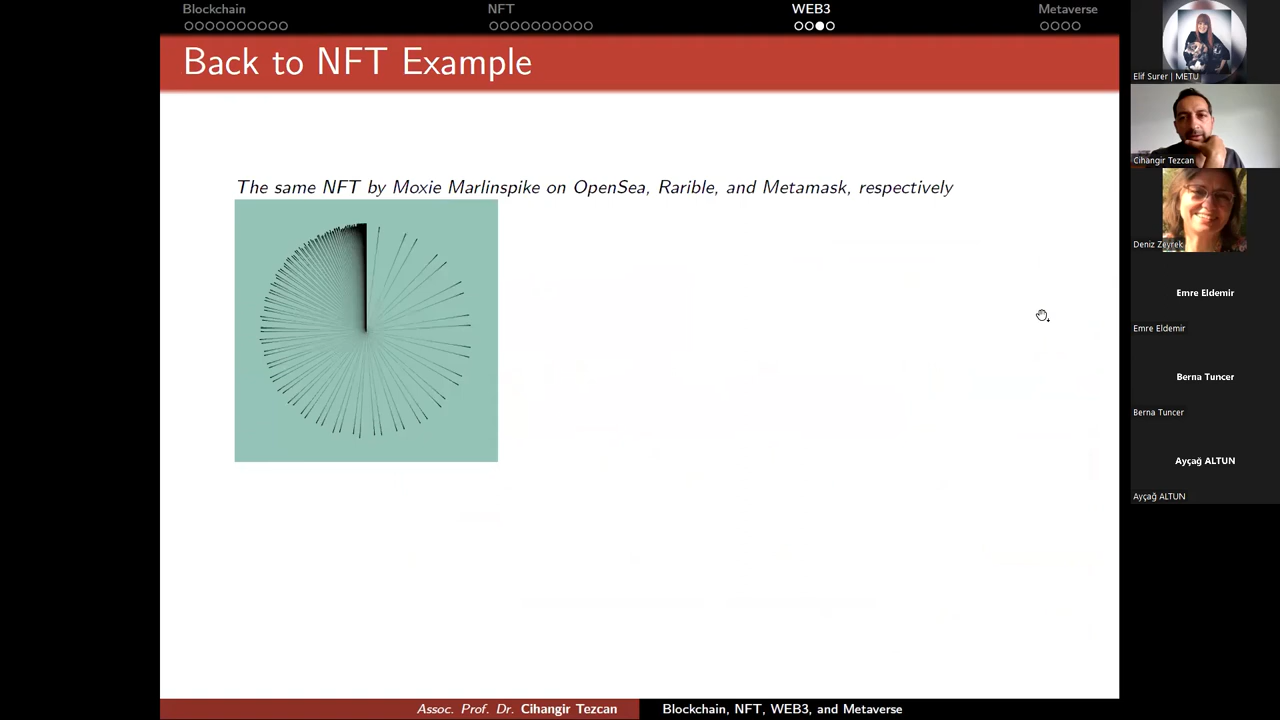 Blockchain NFT WEB3 Metaverse
Back to NFT Example
The same NFT by Moxie Marlinspike on OpenSea, Rarible, and Metamask, respectively
Assoc. Prof. Dr. Cihangir Tezcan Blockchain, NFT, WEB3, and Metaverse
Elif Surer | METU
Cihangir Tezcan
Deniz Zeyrek
Emre Eldemir
Emre Eldemir
Berna Tuncer
Berna Tuncer
Ayçağ ALTUN
Ayçağ ALTUN